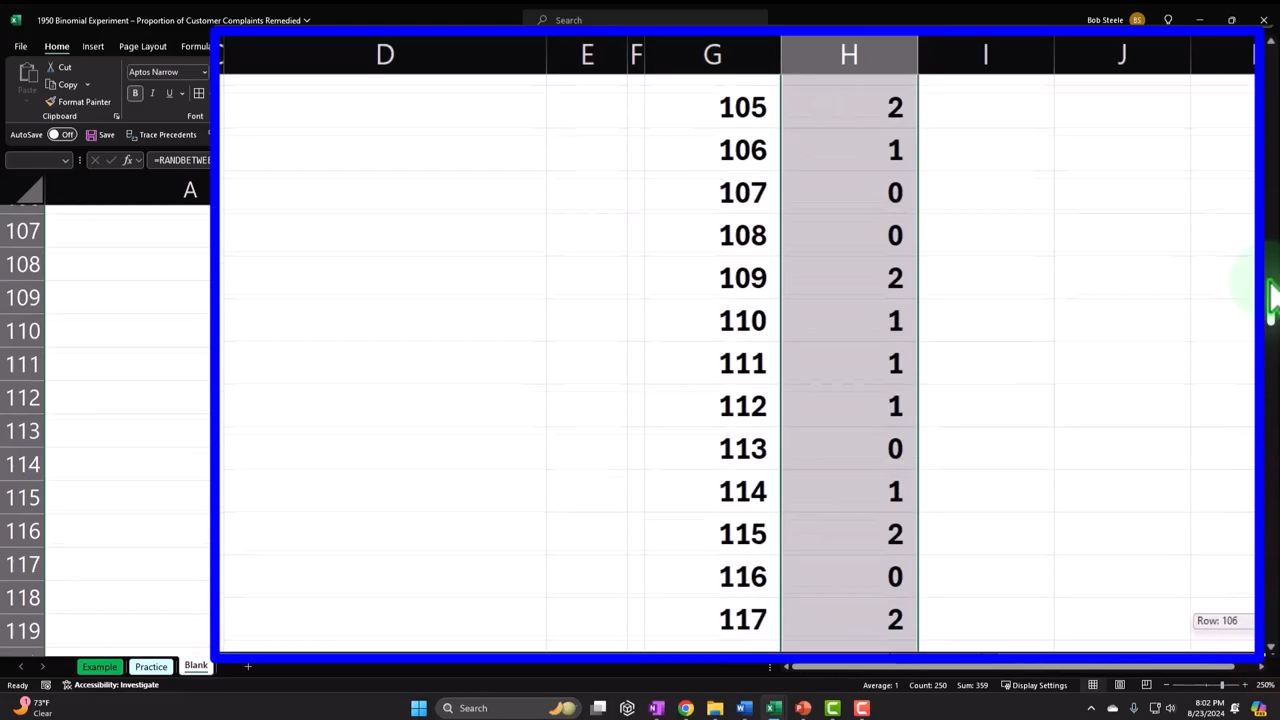 1950 Binomial Experiment – Proportion of Customer Complaints Remedied
Search
Bob Steele BS
File Home Insert Page Layout Formula
Cut
Copy
Format Painter
Clipboard
Aptos Narrow
B I U
Font
AutoSave Off Save Trace Precedents
fx =RANDBETWEE
A
D E F G H I J
107
108
109
110
111
112
113
114
115
116
117
118
119
105 2
106 1
107 0
108 0
109 2
110 1
111 1
112 1
113 0
114 1
115 2
116 0
117 2
Row: 106
Example Practice Blank
Ready Accessibility: Investigate Average: 1 Count: 250 Sum: 359 Display Settings 250%
73°F
Clear
Search
8:02 PM
8/23/2024